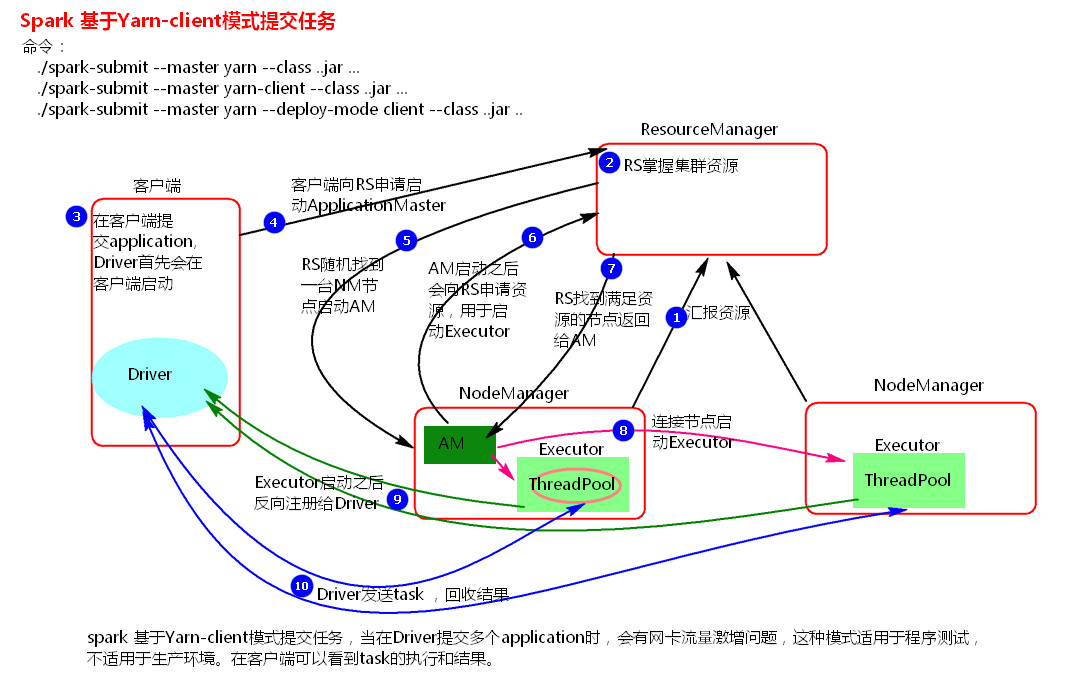 Spark 基于Yarn-client模式提交任务
命令：
./spark-submit --master yarn --class ..jar ...
./spark-submit --master yarn-client --class ..jar ...
./spark-submit --master yarn --deploy-mode client --class ..jar ..
ResourceManager
2 RS掌握集群资源
客户端
3 在客户端提
交application,
Driver首先会在
客户端启动
Driver
4 客户端向RS申请启
动ApplicationMaster
5
RS随机找到
一台NM节
点启动AM
6
AM启动之后
会向RS申请资
源，用于启
动Executor
7
RS找到满足资
源的节点返回
给AM
1 汇报资源
NodeManager
AM
Executor
ThreadPool
8 连接节点启
动Executor
NodeManager
Executor
ThreadPool
Executor启动之后
反向注册给Driver 9
10 Driver发送task ，回收结果
spark 基于Yarn-client模式提交任务，当在Driver提交多个application时，会有网卡流量激增问题，这种模式适用于程序测试，
不适用于生产环境。在客户端可以看到task的执行和结果。